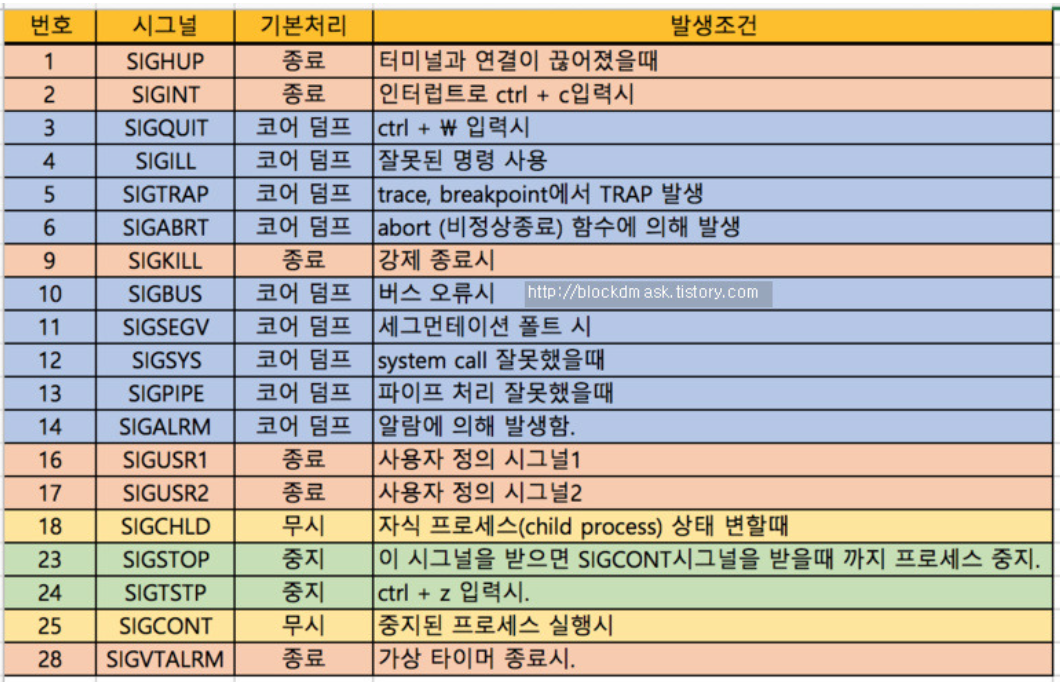 번호 시그널 기본처리 발생조건
1 SIGHUP 종료 터미널과 연결이 끊어졌을때
2 SIGINT 종료 인터럽트로 ctrl + c입력시
3 SIGQUIT 코어 덤프 ctrl + ₩ 입력시
4 SIGILL 코어 덤프 잘못된 명령 사용
5 SIGTRAP 코어 덤프 trace, breakpoint에서 TRAP 발생
6 SIGABRT 코어 덤프 abort (비정상종료) 함수에 의해 발생
9 SIGKILL 종료 강제 종료시
10 SIGBUS 코어 덤프 버스 오류시 http://blockdmask.tistory.com
11 SIGSEGV 코어 덤프 세그먼테이션 폴트 시
12 SIGSYS 코어 덤프 system call 잘못했을때
13 SIGPIPE 코어 덤프 파이프 처리 잘못했을때
14 SIGALRM 코어 덤프 알람에 의해 발생함.
16 SIGUSR1 종료 사용자 정의 시그널1
17 SIGUSR2 종료 사용자 정의 시그널2
18 SIGCHLD 무시 자식 프로세스(child process) 상태 변할때
23 SIGSTOP 중지 이 시그널을 받으면 SIGCONT시그널을 받을때 까지 프로세스 중지.
24 SIGTSTP 중지 ctrl + z 입력시.
25 SIGCONT 무시 중지된 프로세스 실행시
28 SIGVTALRM 종료 가상 타이머 종료시.